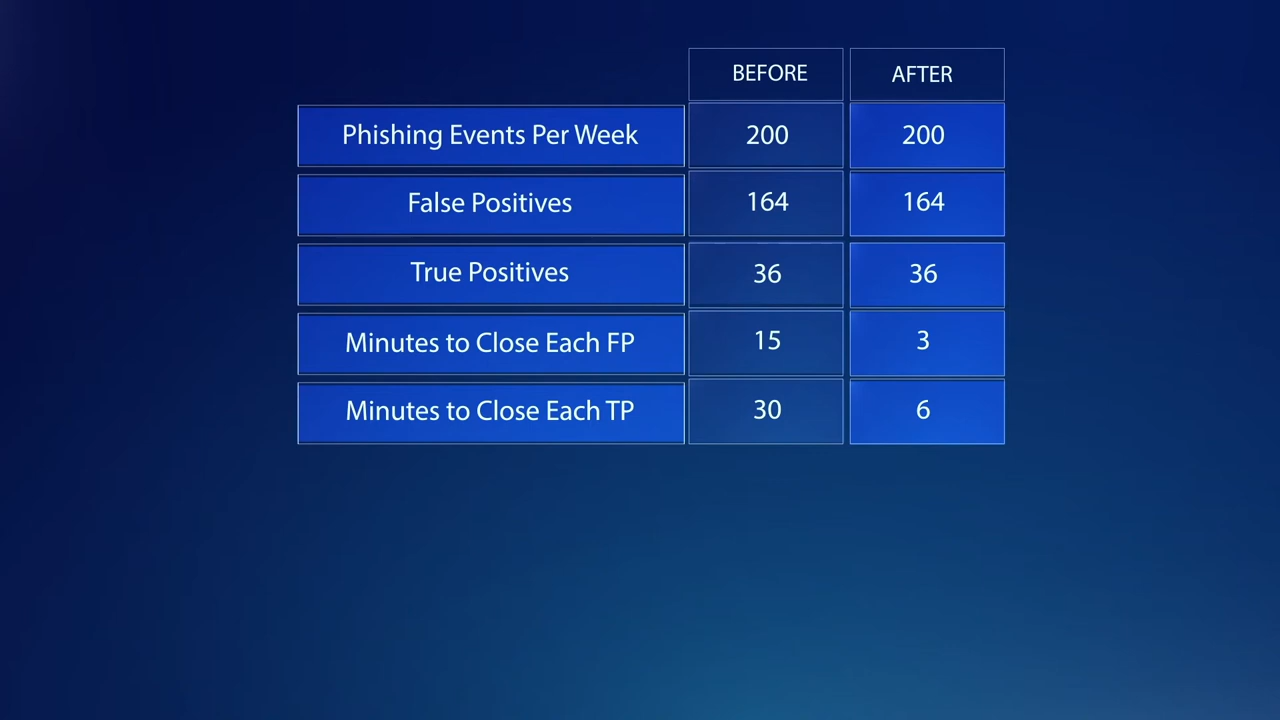 BEFORE AFTER
Phishing Events Per Week 200 200
False Positives 164 164
True Positives 36 36
Minutes to Close Each FP 15 3
Minutes to Close Each TP 30 6